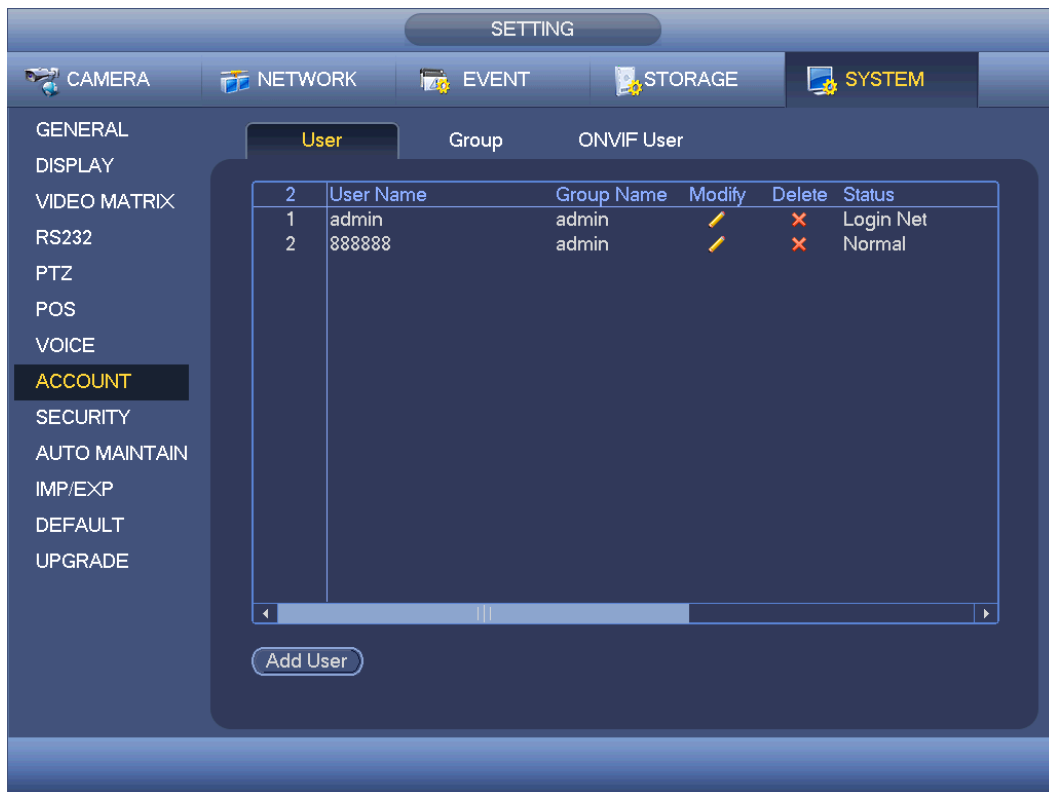 SETTING
CAMERA NETWORK EVENT STORAGE SYSTEM
GENERAL
DISPLAY
VIDEO MATRIX
RS232
PTZ
POS
VOICE
ACCOUNT
SECURITY
AUTO MAINTAIN
IMP/EXP
DEFAULT
UPGRADE
User Group ONVIF User
2 User Name Group Name Modify Delete Status
1 admin admin Login Net
2 888888 admin Normal
Add User